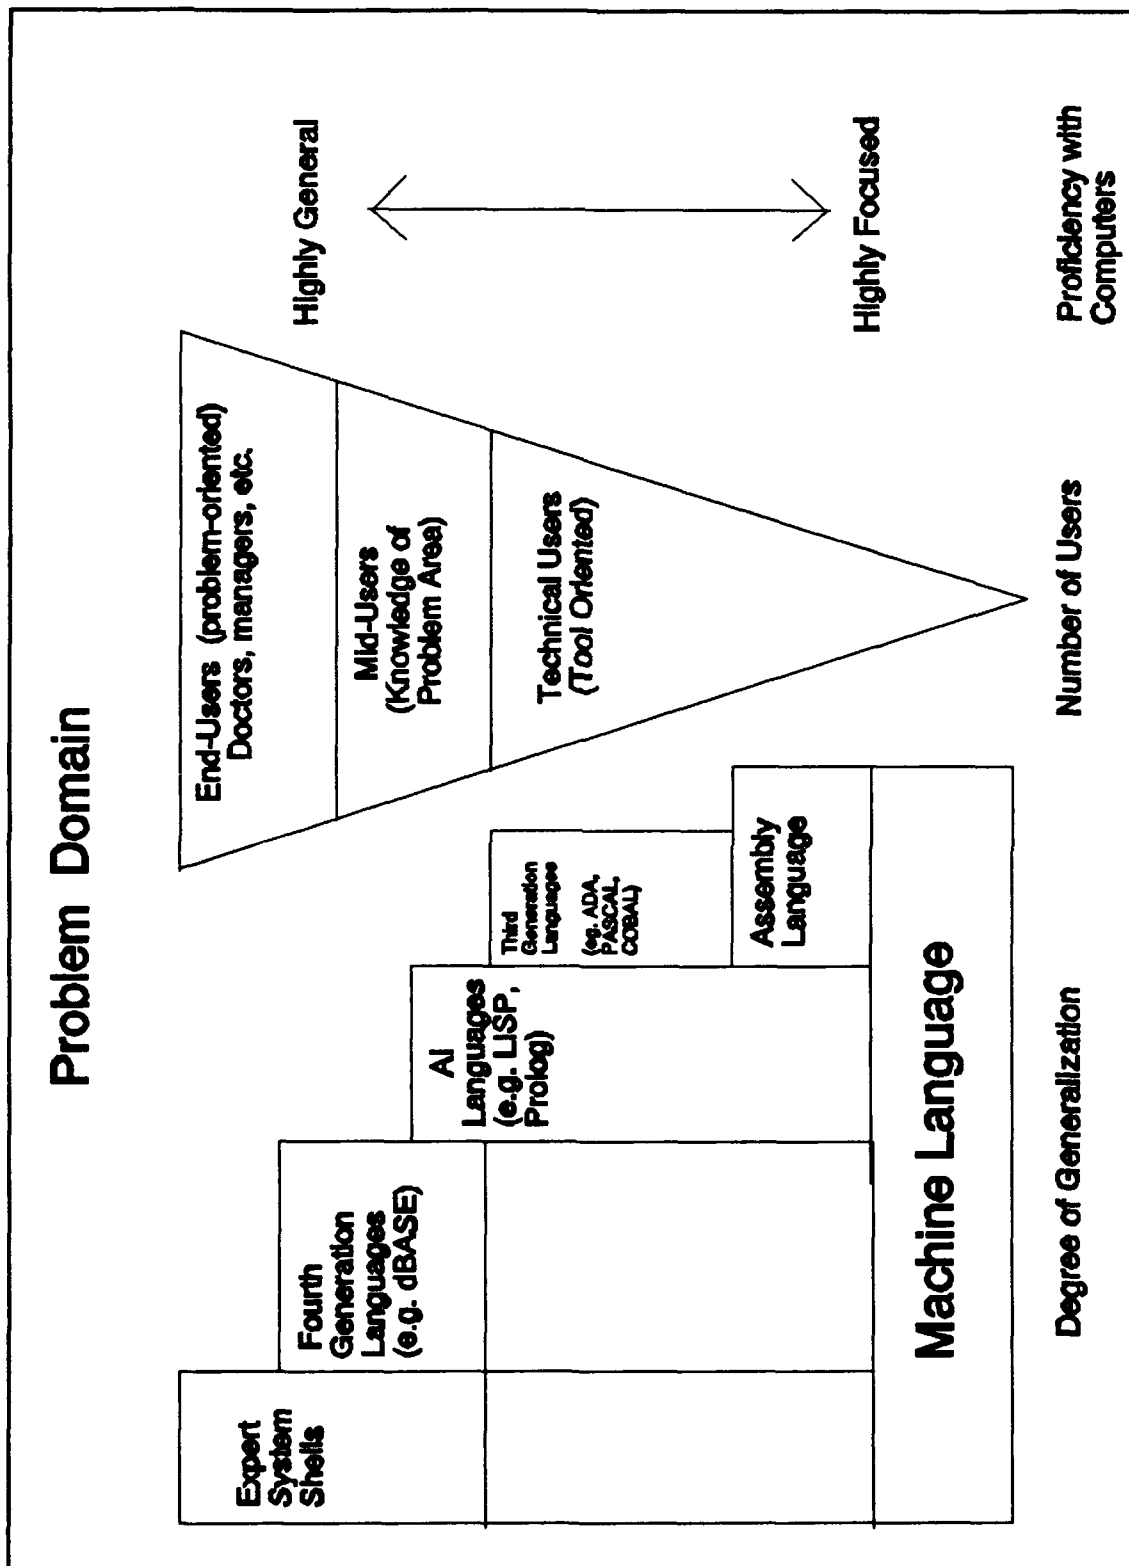 Problem Domain
Expert
System
Shells
Fourth
Generation
Languages
(e.g. dBASE)
AI
Languages
(e.g. LISP,
Prolog)
Third
Generation
Languages
(eg. ADA,
PASCAL,
COBAL)
Assembly
Language
Machine Language
Degree of Generalization
End-Users (problem-oriented)
Doctors, managers, etc.
Mid-Users
(Knowledge of
Problem Area)
Technical Users
(Tool Oriented)
Number of Users
Highly General
Highly Focused
Proficiency with
Computers